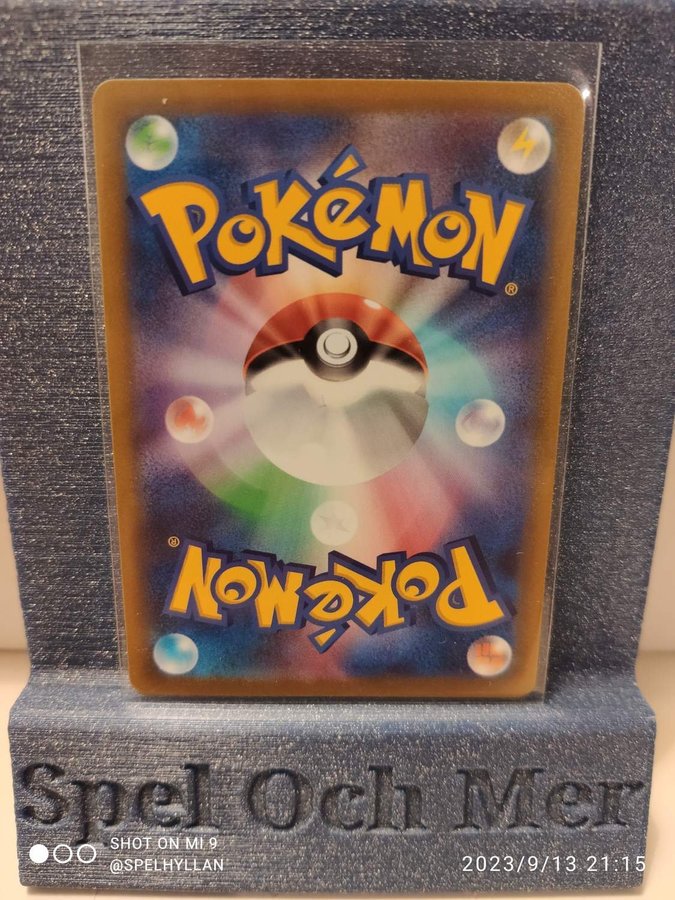 POKéMON
®
®
POKéMON
Spel Och Mer
SHOT ON MI 9
@SPELHYLLAN
2023/9/13 21:15